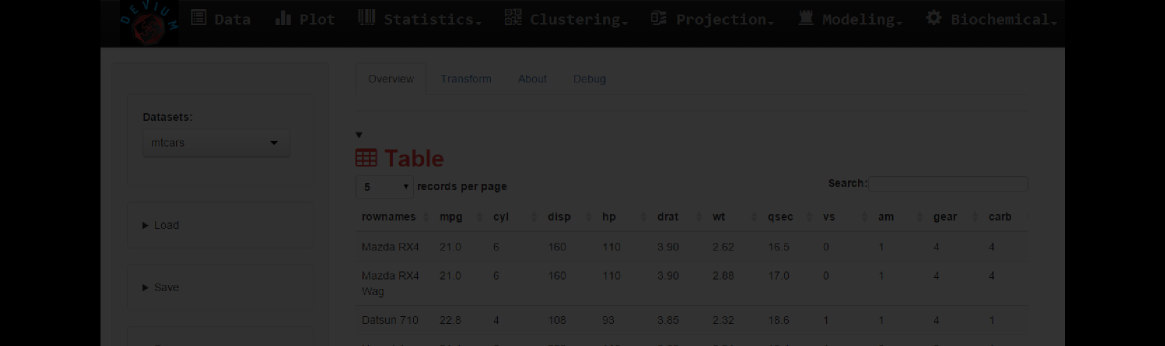 DEVIUM
Data Plot Statistics Clustering Projection Modeling Biochemical
Overview Transform About Debug
Datasets:
mtcars
Load
Save
Table
5 records per page Search:
rownames mpg cyl disp hp drat wt qsec vs am gear carb
Mazda RX4 21.0 6 160 110 3.90 2.62 16.5 0 1 4 4
Mazda RX4 21.0 6 160 110 3.90 2.88 17.0 0 1 4 4
Wag
Datsun 710 22.8 4 108 93 3.85 2.32 18.6 1 1 4 1